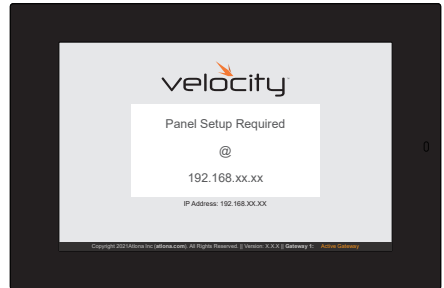 velocity
Panel Setup Required
@
192.168.xx.xx
IP Address: 192.168.XX.XX
Copyright 2021Atlona Inc (atlona.com). All Rights Reserved. || Version: X.X.X || Gateway 1: Active Gateway